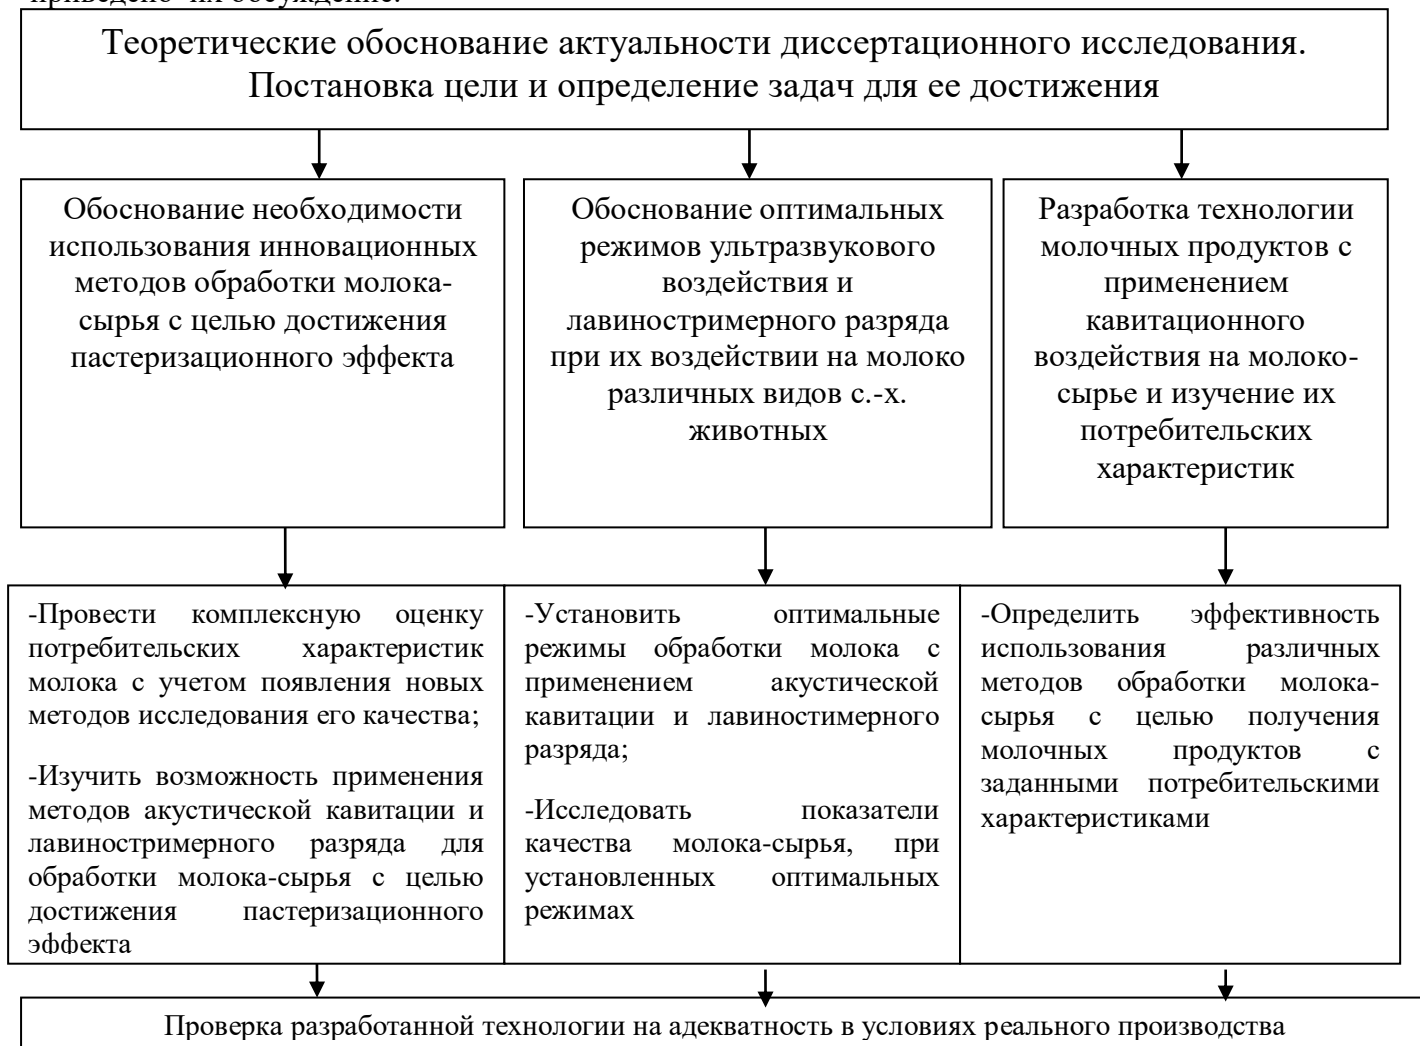 приведено их обсуждение.
Теоретические обоснование актуальности диссертационного исследования.
Постановка цели и определение задач для ее достижения
Обоснование необходимости
использования инновационных
методов обработки молока-
сырья с целью достижения
пастеризационного эффекта
Обоснование оптимальных
режимов ультразвукового
воздействия и
лавиностримерного разряда
при их воздействии на молоко
различных видов с.-х.
животных
Разработка технологии
молочных продуктов с
применением
кавитационного
воздействия на молоко-
сырье и изучение их
потребительских
характеристик
-Провести комплексную оценку
потребительских характеристик
молока с учетом появления новых
методов исследования его качества;
-Изучить возможность применения
методов акустической кавитации и
лавиностримерного разряда для
обработки молока-сырья с целью
достижения пастеризационного
эффекта
-Установить оптимальные
режимы обработки молока с
применением акустической
кавитации и лавиностимерного
разряда;
-Исследовать показатели
качества молока-сырья, при
установленных оптимальных
режимах
-Определить эффективность
использования различных
методов обработки молока-
сырья с целью получения
молочных продуктов с
заданными потребительскими
характеристиками
Проверка разработанной технологии на адекватность в условиях реального производства